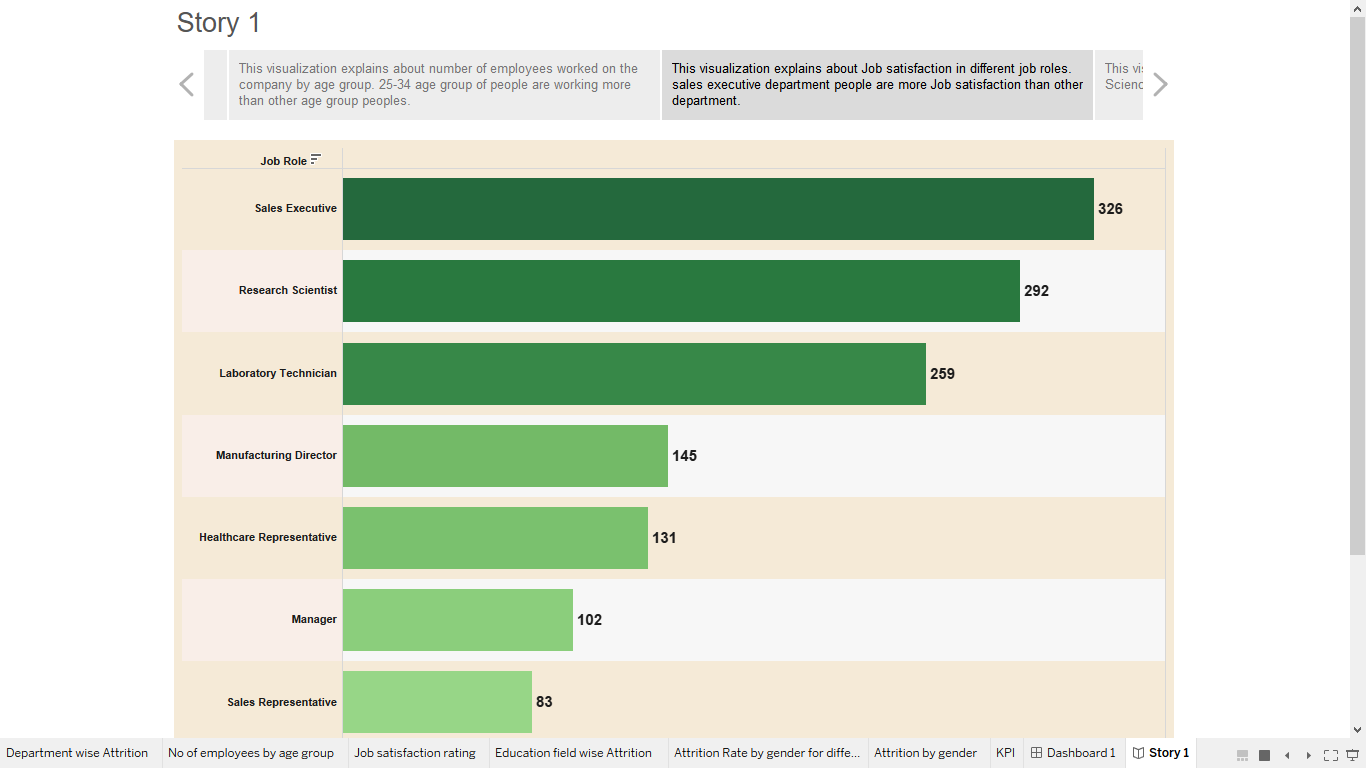 Story 1
This visualization explains about number of employees worked on the
company by age group. 25-34 age group of people are working more
than other age group peoples.
This visualization explains about Job satisfaction in different job roles.
sales executive department people are more Job satisfaction than other
department.
Job Role
Sales Executive 326
Research Scientist 292
Laboratory Technician 259
Manufacturing Director 145
Healthcare Representative 131
Manager 102
Sales Representative 83
Department wise Attrition No of employees by age group Job satisfaction rating Education field wise Attrition Attrition Rate by gender for diffe... Attrition by gender KPI Dashboard 1 Story 1